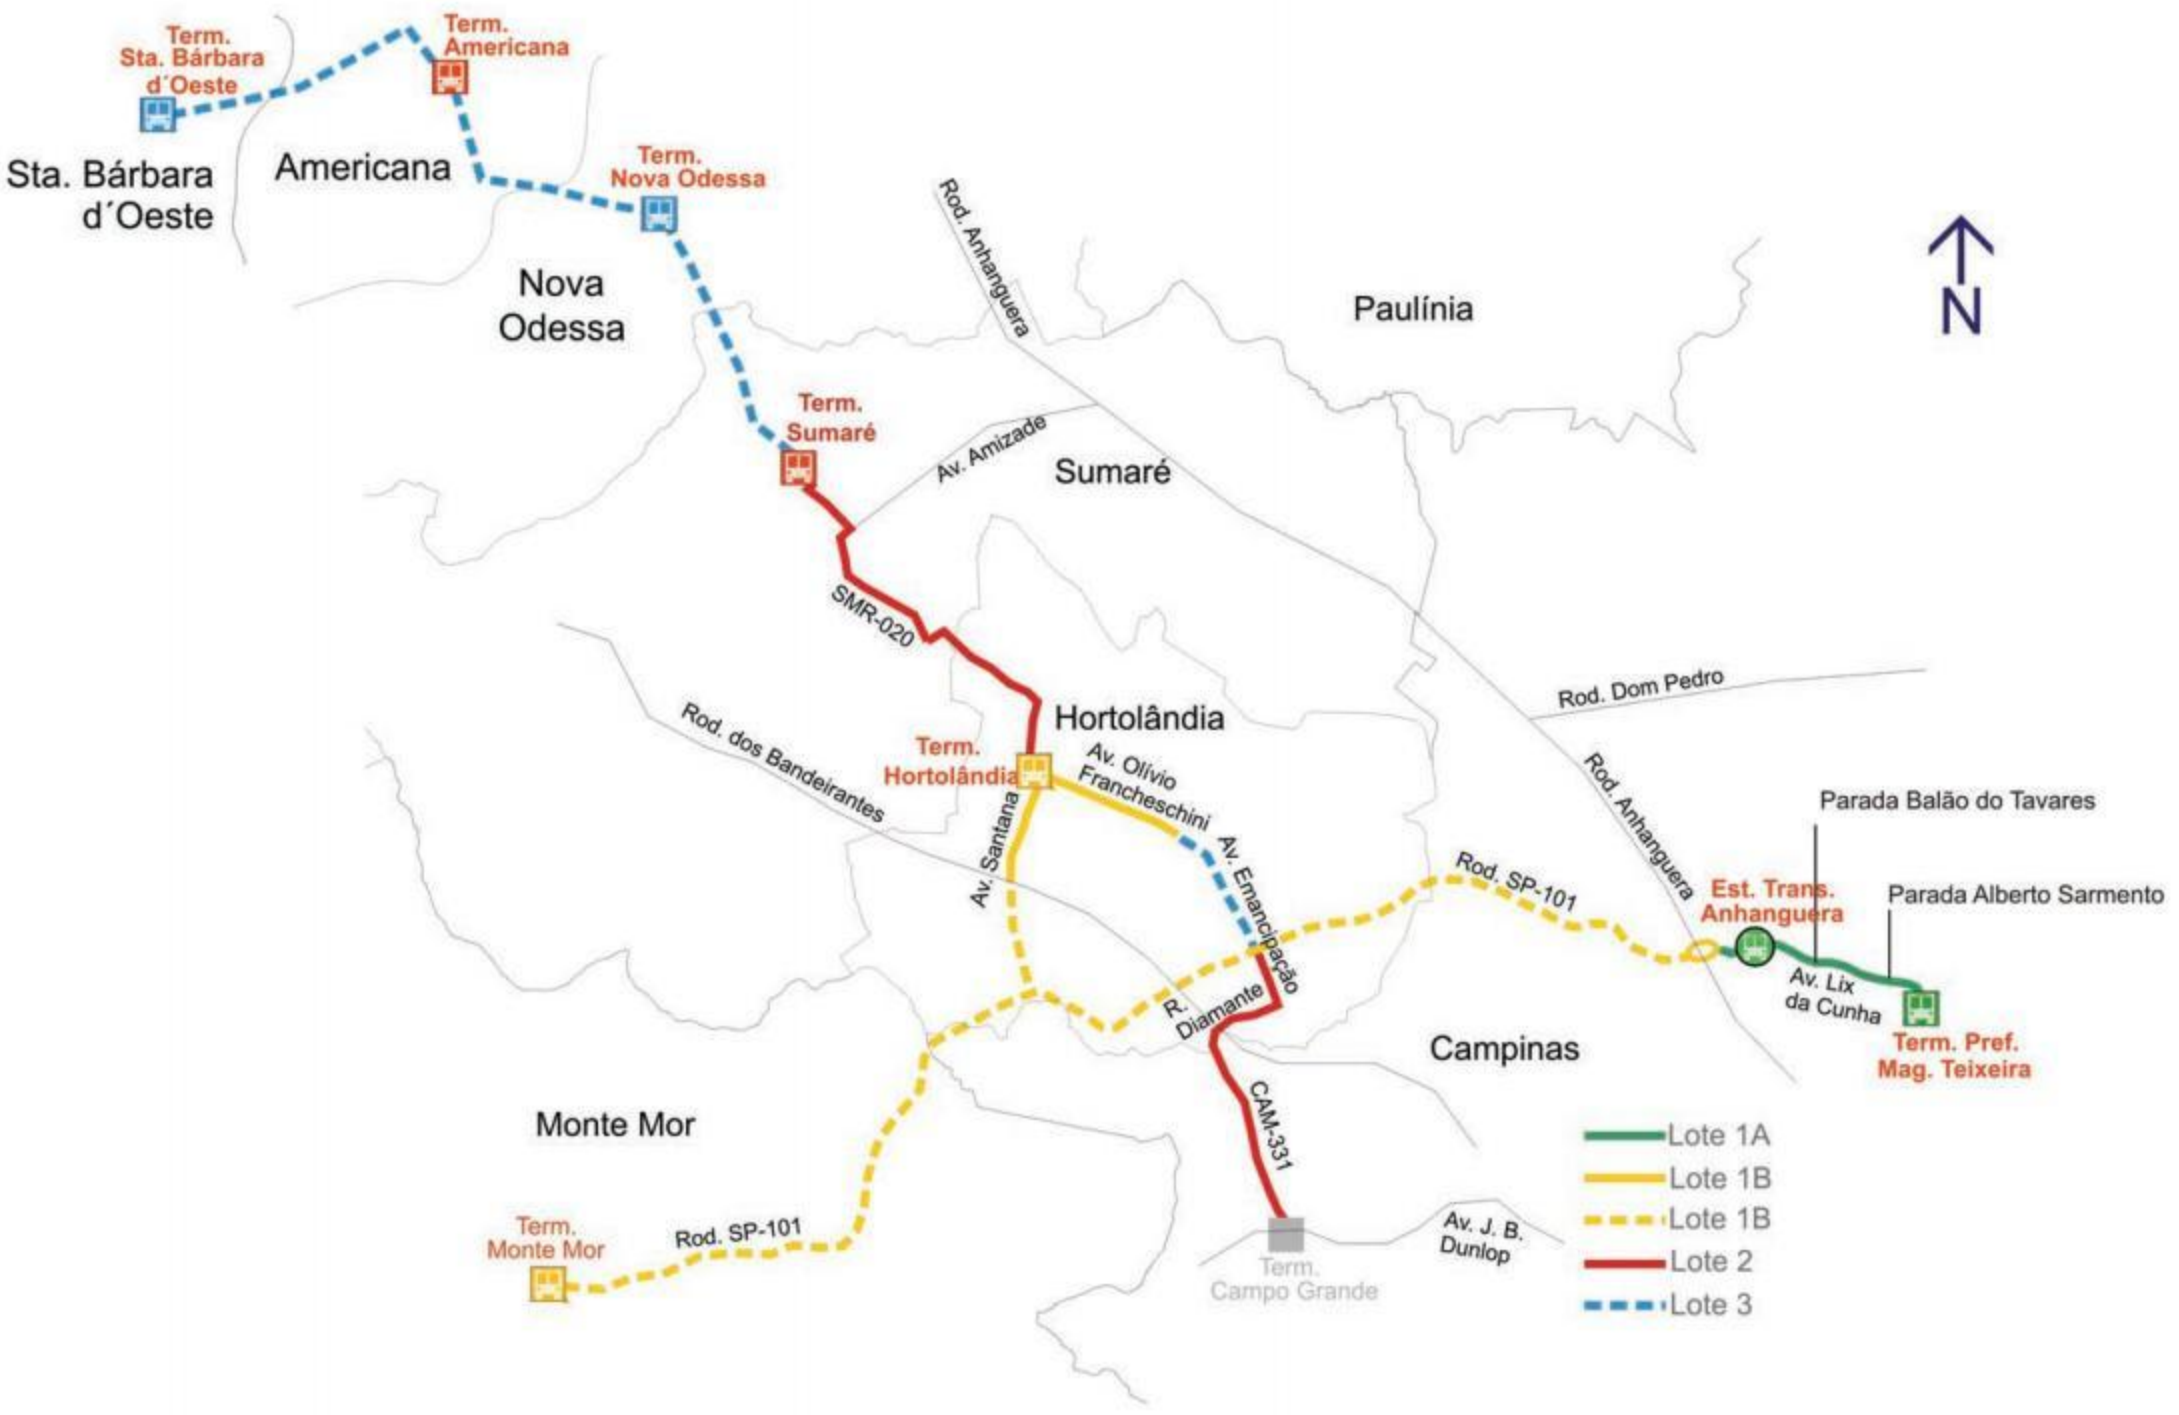 Term.
Sta. Bárbara
d´Oeste
Term.
Americana
Sta. Bárbara
d´Oeste
Americana
Term.
Nova Odessa
Nova
Odessa
Rod. Anhanguera
Paulínia
N
Term.
Sumaré
Av. Amizade
Sumaré
SMR-020
Rod. Dom Pedro
Rod. dos Bandeirantes
Hortolândia
Term.
Hortolândia
Av. Olívio
Francheschini
Av. Santana
Av. Emancipação
Rod. Anhanguera
Parada Balão do Tavares
Rod. SP-101
Est. Trans.
Anhanguera
Parada Alberto Sarmento
Av. Lix
da Cunha
R.
Diamante
Term. Pref.
Mag. Teixeira
Campinas
CAM-331
Monte Mor
Term.
Monte Mor
Rod. SP-101
Av. J. B.
Dunlop
Term.
Campo Grande
Lote 1A
Lote 1B
Lote 1B
Lote 2
Lote 3